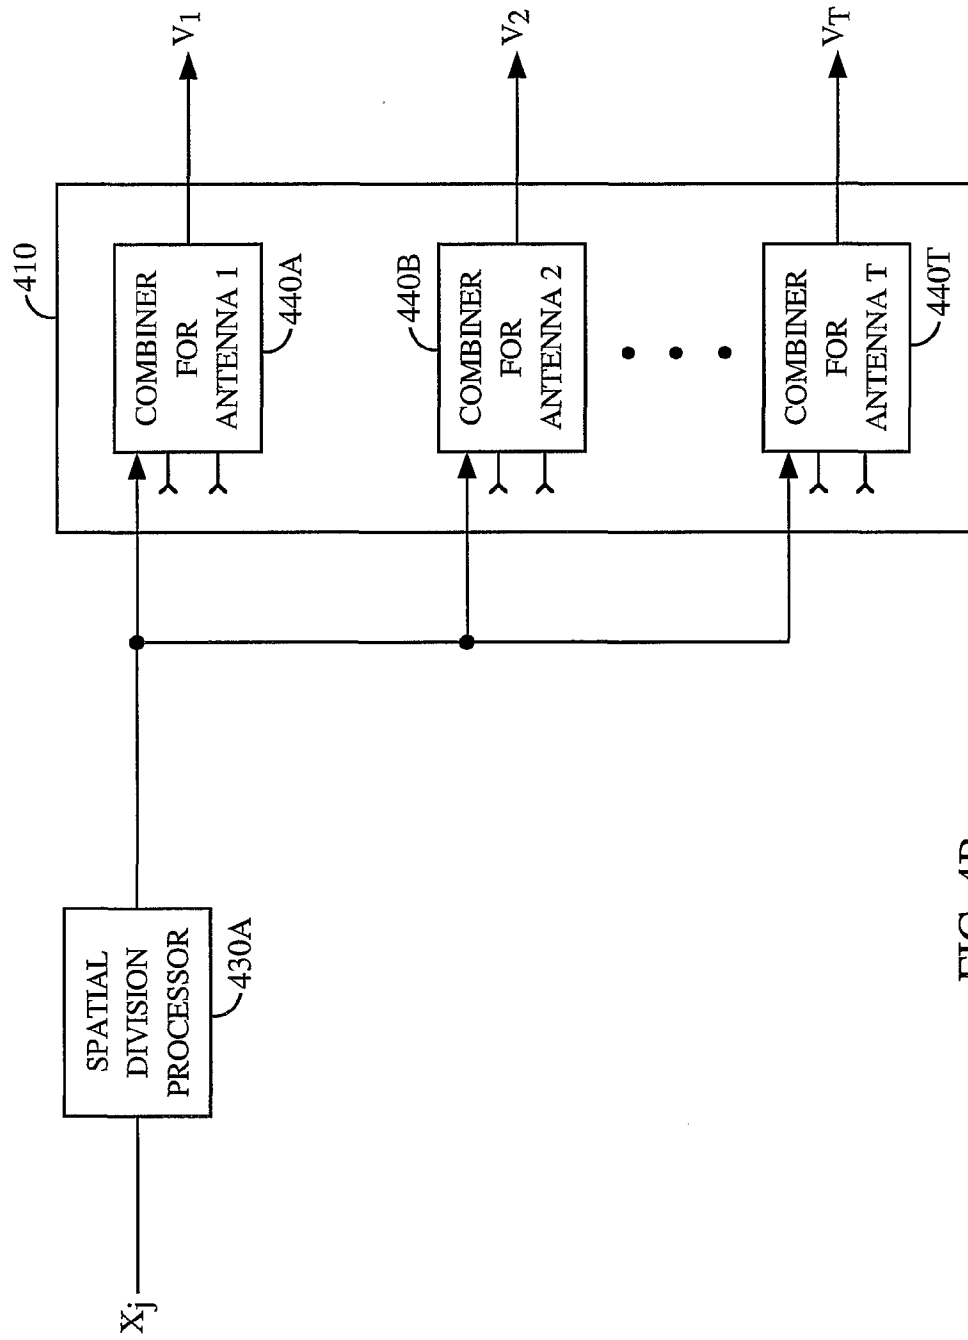 410
X_j
SPATIAL
DIVISION
PROCESSOR
430A
COMBINER
FOR
ANTENNA 1
440A
V_1
440B
COMBINER
FOR
ANTENNA 2
V_2
COMBINER
FOR
ANTENNA T
440T
V_T
FIG.